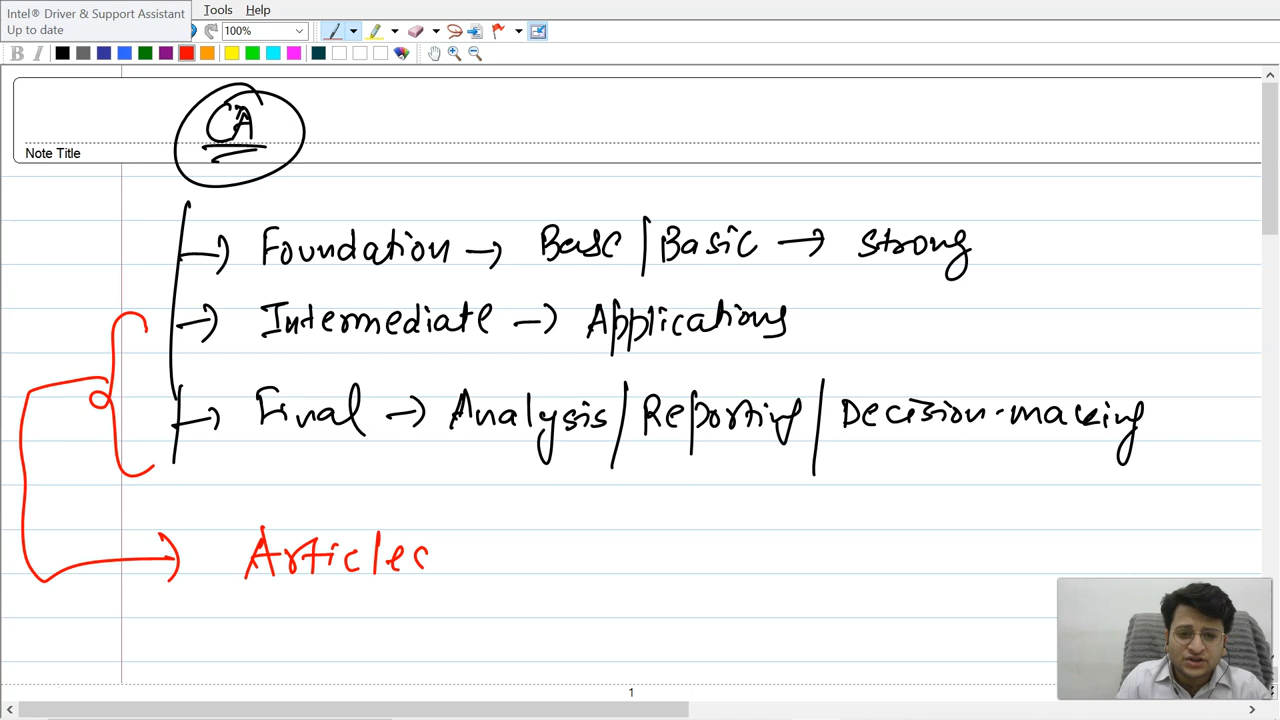 Intel® Driver & Support Assistant
Up to date
Tools Help
100%
B I
CA
Note Title
Foundation → Base | Basic → Strong
Intermediate → Applications
Final → Analysis | Reporting | Decision-making
Articles
1